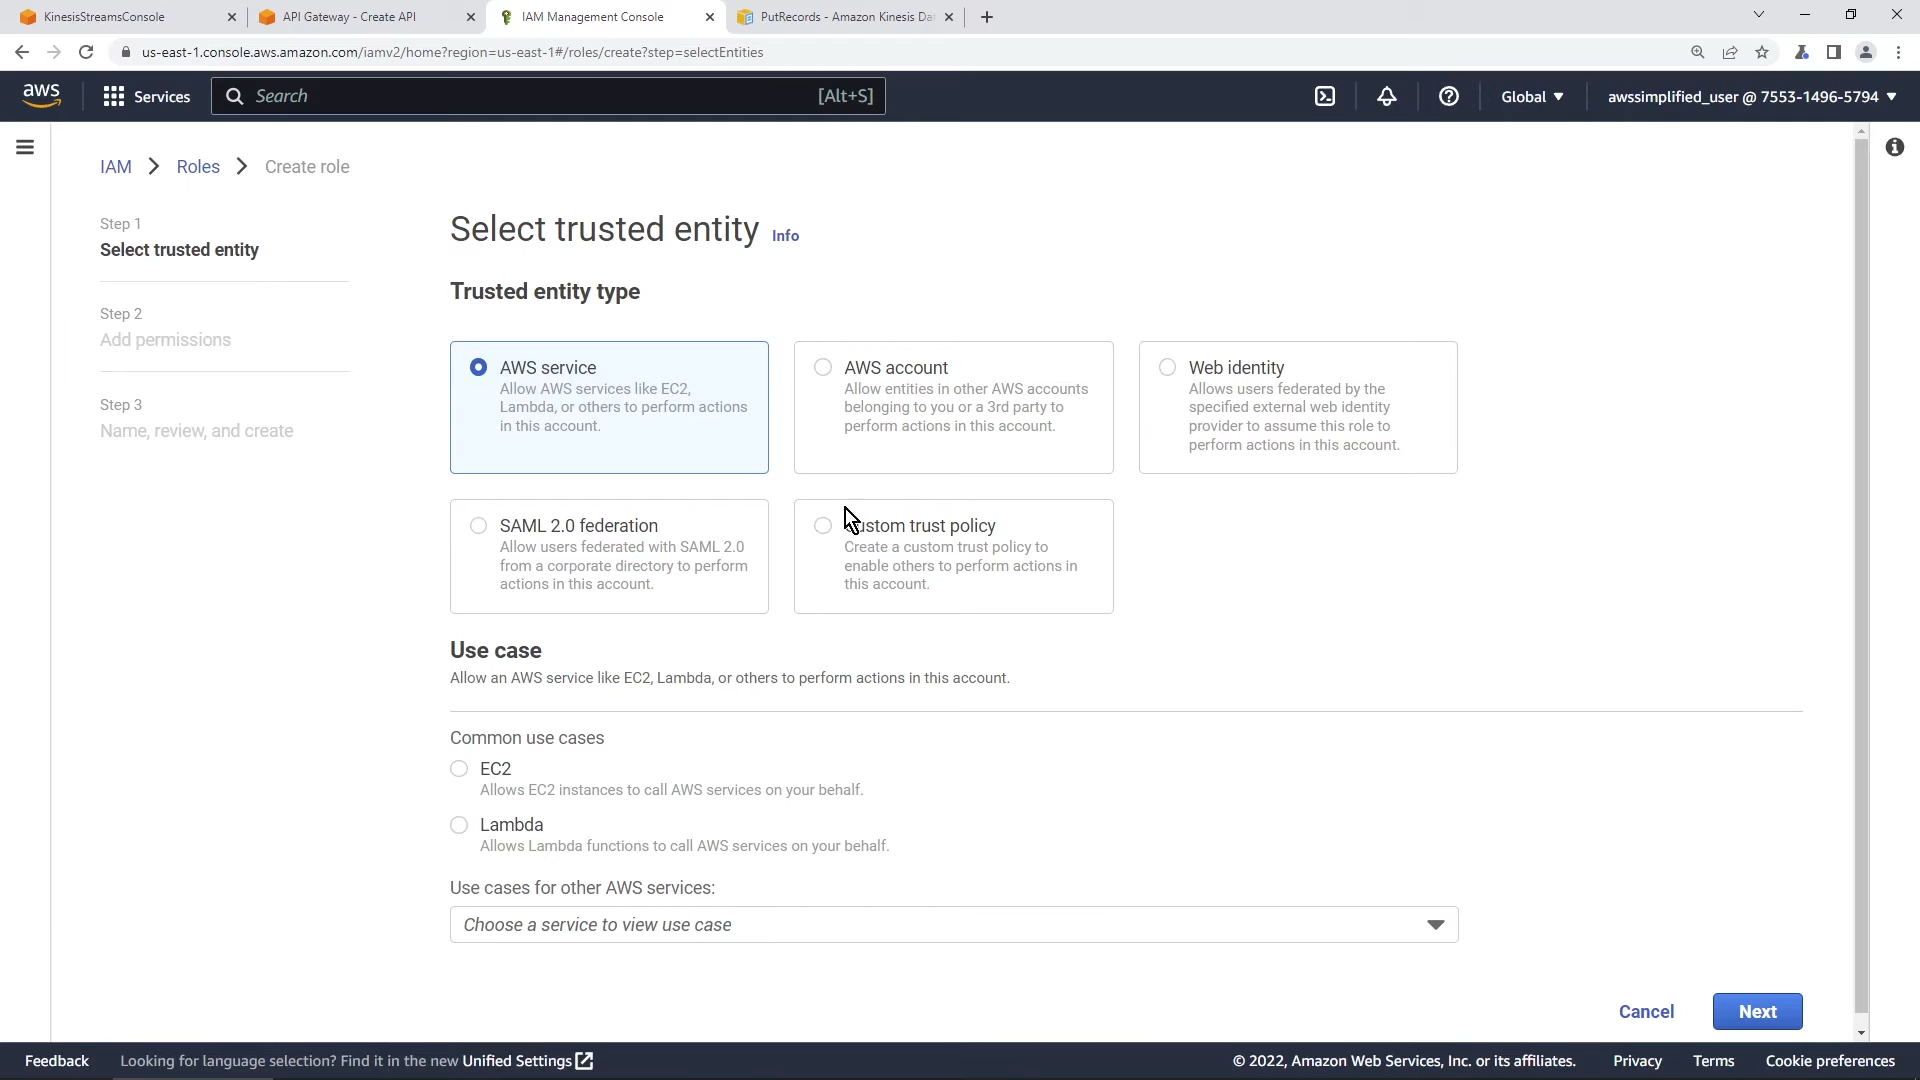 KinesisStreamsConsole
API Gateway - Create API
IAM Management Console
PutRecords - Amazon Kinesis Da
us-east-1.console.aws.amazon.com/iamv2/home?region=us-east-1#/roles/create?step=selectEntities
aws
Services
Search
[Alt+S]
Global
awssimplified_user @ 7553-1496-5794
IAM
Roles
Create role
Step 1
Select trusted entity
Step 2
Add permissions
Step 3
Name, review, and create
Select trusted entity Info
Trusted entity type
AWS service
Allow AWS services like EC2,
Lambda, or others to perform actions
in this account.
AWS account
Allow entities in other AWS accounts
belonging to you or a 3rd party to
perform actions in this account.
Web identity
Allows users federated by the
specified external web identity
provider to assume this role to
perform actions in this account.
SAML 2.0 federation
Allow users federated with SAML 2.0
from a corporate directory to perform
actions in this account.
Custom trust policy
Create a custom trust policy to
enable others to perform actions in
this account.
Use case
Allow an AWS service like EC2, Lambda, or others to perform actions in this account.
Common use cases
EC2
Allows EC2 instances to call AWS services on your behalf.
Lambda
Allows Lambda functions to call AWS services on your behalf.
Use cases for other AWS services:
Choose a service to view use case
Cancel
Next
Feedback
Looking for language selection? Find it in the new Unified Settings
© 2022, Amazon Web Services, Inc. or its affiliates.
Privacy
Terms
Cookie preferences